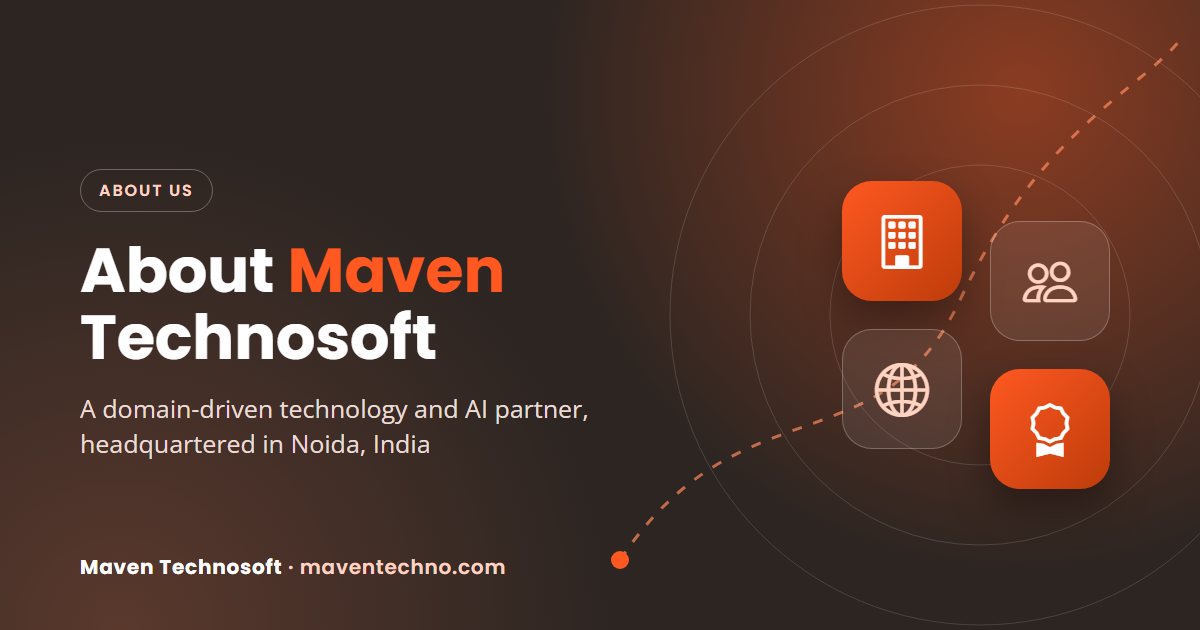 ABOUT US
About Maven
Technosoft
A domain-driven technology and AI partner,
headquartered in Noida, India
Maven Technosoft · maventechno.com